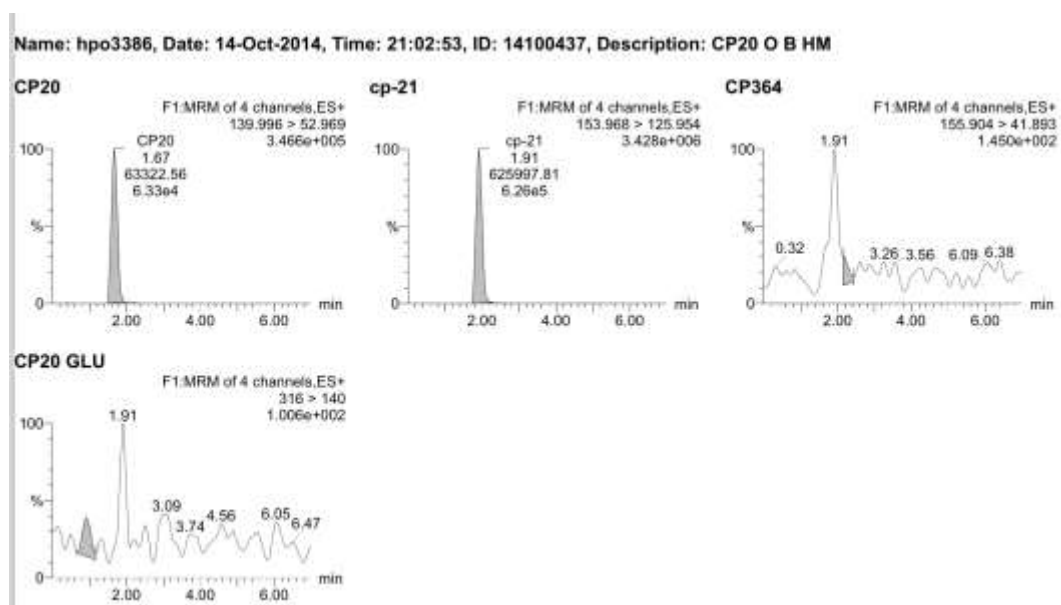 Name: hpo3386, Date: 14-Oct-2014, Time: 21:02:53, ID: 14100437, Description: CP20 O B HM
CP20
F1:MRM of 4 channels,ES+
139.996 > 52.969
3.466e+005
100
CP20
1.67
63322.56
6.33e4
%
0
min
2.00 4.00 6.00
cp-21
F1:MRM of 4 channels,ES+
153.968 > 125.954
3.428e+006
100
cp-21
1.91
625997.81
6.26e5
%
0
min
2.00 4.00 6.00
CP364
F1:MRM of 4 channels,ES+
155.904 > 41.893
1.450e+002
100
1.91
%
0.32 3.26 3.56 6.09 6.38
0
min
2.00 4.00 6.00
CP20 GLU
F1:MRM of 4 channels,ES+
316 > 140
1.006e+002
100
1.91
%
3.09 3.74 4.56 6.05 6.47
0
min
2.00 4.00 6.00